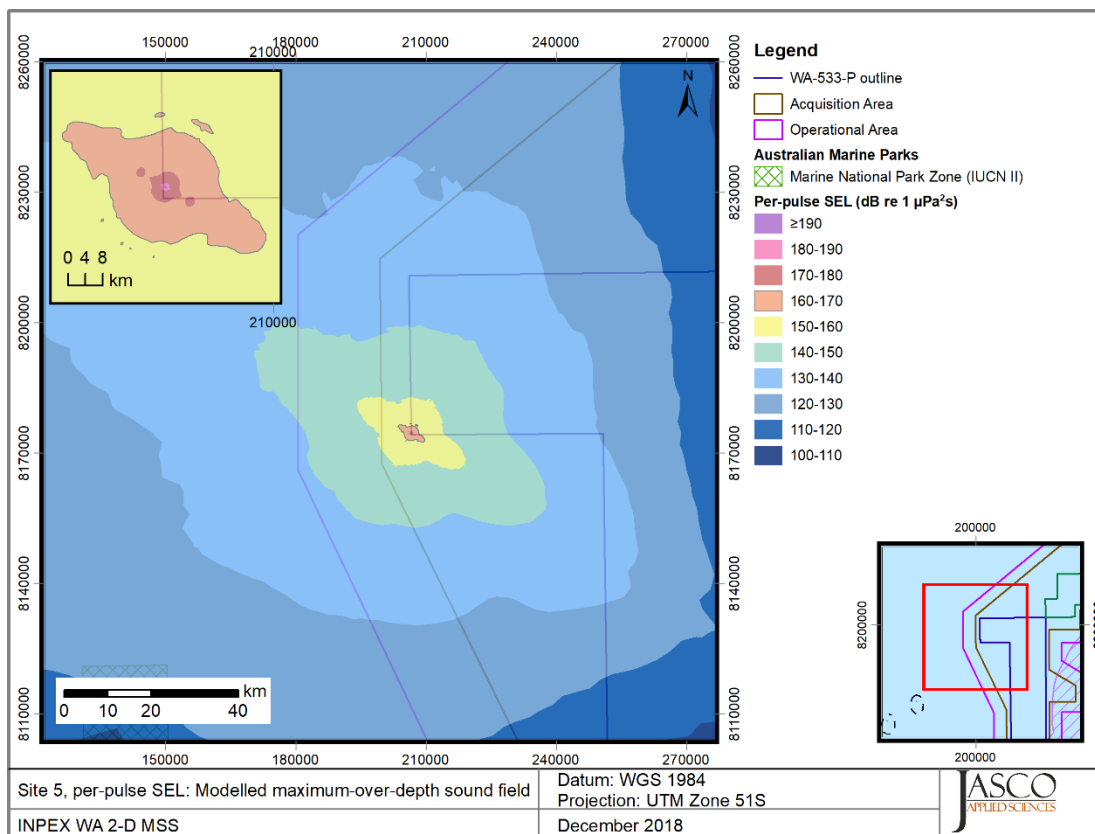 150000
180000
210000
240000
270000
210000
8260000
8230000
8200000
8170000
8140000
8110000
0 4 8
km
210000
N
km
0 10 20 40
8260000
8230000
8200000
8170000
8140000
8110000
150000
180000
210000
240000
270000
Legend
WA-533-P outline
Acquisition Area
Operational Area
Australian Marine Parks
Marine National Park Zone (IUCN II)
Per-pulse SEL (dB re 1 µPa²s)
≥190
180-190
170-180
160-170
150-160
140-150
130-140
120-130
110-120
100-110
200000
8200000
200000
Site 5, per-pulse SEL: Modelled maximum-over-depth sound field
Datum: WGS 1984
Projection: UTM Zone 51S
INPEX WA 2-D MSS
December 2018
JASCO
APPLIED SCIENCES